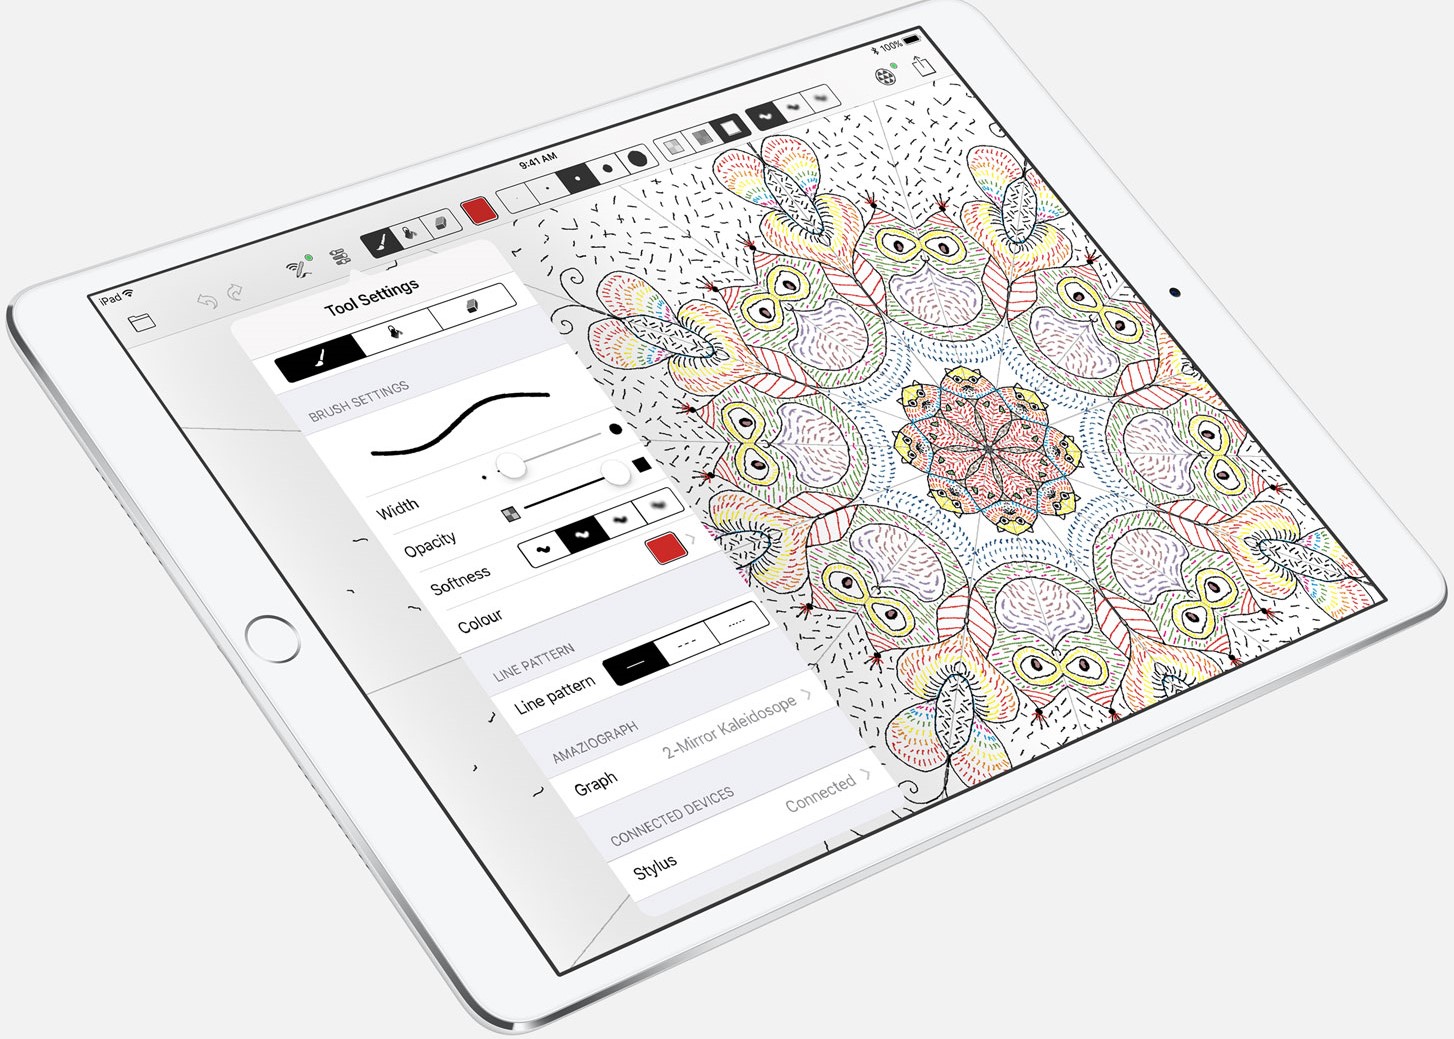 iPad
9:41 AM
100%
Tool Settings
BRUSH SETTINGS
Width
Opacity
Softness
Colour
LINE PATTERN
Line pattern
AMAZIOGRAPH
Graph 2-Mirror Kaleidosope
CONNECTED DEVICES
Stylus Connected